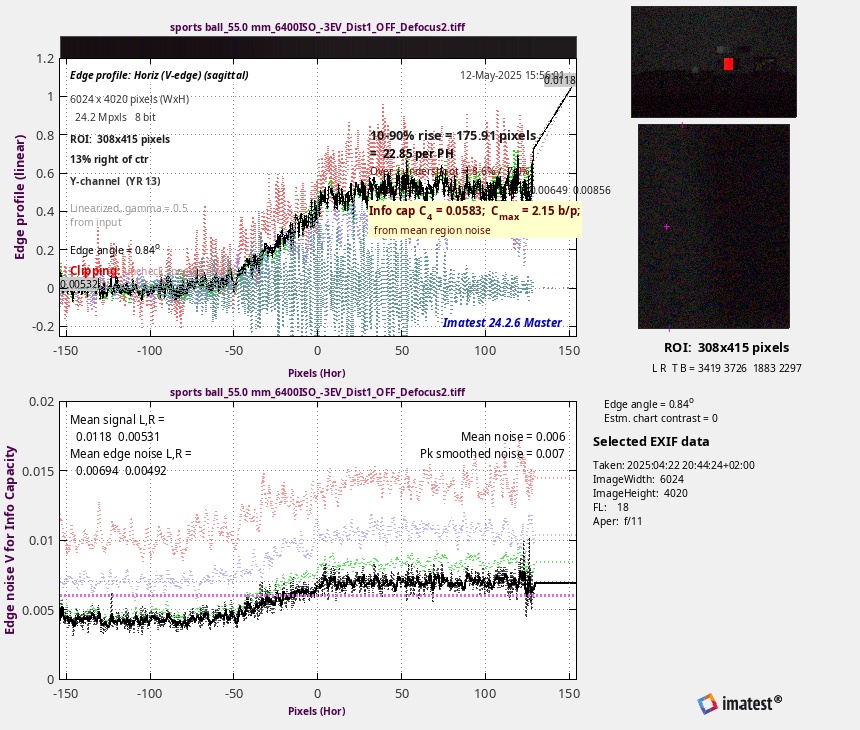 sports ball_55.0 mm_6400ISO_-3EV_Dist1_OFF_Defocus2.tiff
Edge profile: Horiz (V-edge) (sagittal)
12-May-2025 15:56:01
0.0118
6024 x 4020 pixels (WxH)
24.2 Mpxls 8 bit
ROI: 308x415 pixels
13% right of ctr
Y-channel (YR 13)
Linearized, gamma = 0.5
from input
Edge angle = 0.84º
Clipping:
0.00532
10-90% rise = 175.91 pixels
= 22.85 per PH
0.00649 0.00856
Info cap C4 = 0.0583; Cmax = 2.15 b/p;
from mean region noise
Imatest 24.2.6 Master
Edge profile (linear)
1.2
1
0.8
0.6
0.4
0.2
0
-0.2
-150 -100 -50 0 50 100 150
Pixels (Hor)
ROI: 308x415 pixels
L R T B = 3419 3726 1883 2297
sports ball_55.0 mm_6400ISO_-3EV_Dist1_OFF_Defocus2.tiff
Mean signal L,R =
0.0118 0.00531
Mean edge noise L,R =
0.00694 0.00492
Mean noise = 0.006
Pk smoothed noise = 0.007
Edge noise V for Info Capacity
0.02
0.015
0.01
0.005
0
-150 -100 -50 0 50 100 150
Pixels (Hor)
Edge angle = 0.84º
Estm. chart contrast = 0
Selected EXIF data
Taken: 2025:04:22 20:44:24+02:00
ImageWidth: 6024
ImageHeight: 4020
FL: 18
Aper: f/11
imatest®